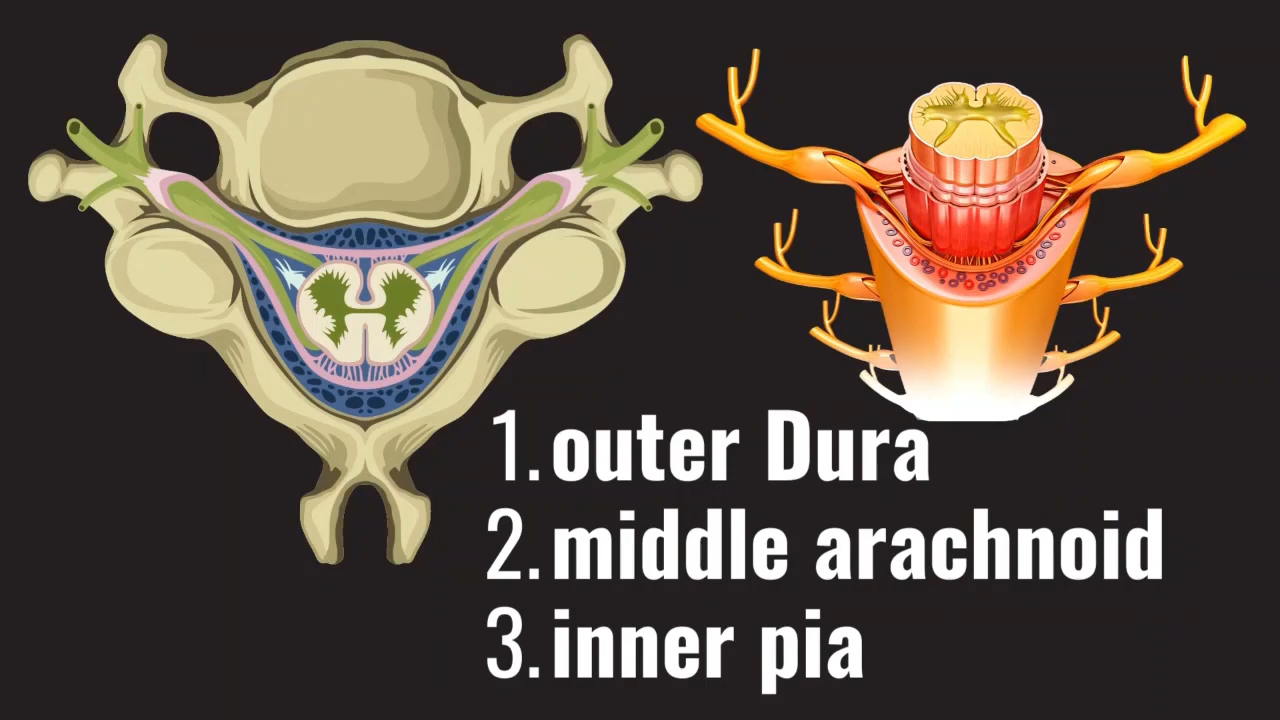 1. outer Dura
2. middle arachnoid
3. inner pia